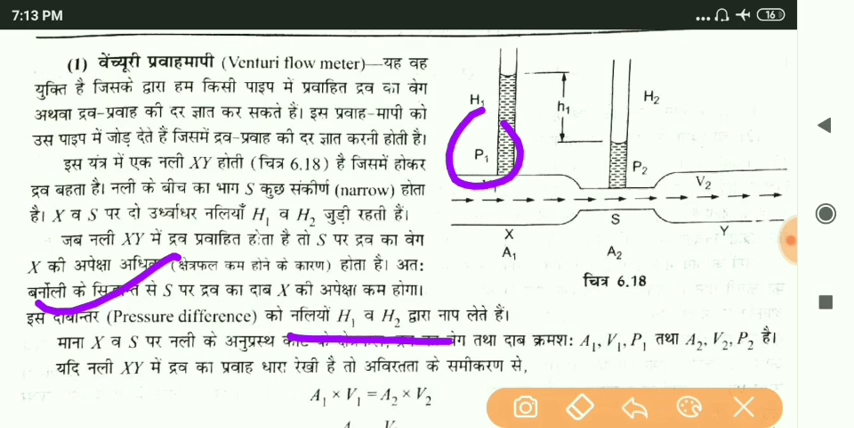 7:13 PM
16
(1) वेंच्यूरी प्रवाहमापी (Venturi flow meter)—यह वह
युक्ति है जिसके द्वारा हम किसी पाइप में प्रवाहित द्रव का वेग
अथवा द्रव-प्रवाह की दर ज्ञात कर सकते हैं। इस प्रवाह-मापी को
उस पाइप में जोड़ देते हैं जिसमें द्रव-प्रवाह की दर ज्ञात करनी होती है।
इस यंत्र में एक नली XY होती (चित्र 6.18) है जिसमें होकर
द्रव बहता है। नली के बीच का भाग S कुछ संकीर्ण (narrow) होता
है। X व S पर दो उर्ध्वाधर नलियाँ H₁ व H₂ जुड़ी रहती हैं।
जब नली XY में द्रव प्रवाहित होता है तो S पर द्रव का वेग
X की अपेक्षा (क्षेत्रफल कम होने के कारण) होता है। अत:
बर्नोली के से S पर द्रव का दाब X की अपेक्षा कम होगा।
इस दाबान्तर (Pressure difference) को नलियों H₁ व H₂ द्वारा नाप लेते हैं।
माना X व S पर नली के अनुप्रस्थ वेग तथा दाब क्रमश: A₁, V₁, P₁ तथा A₂, V₂, P₂ है।
यदि नली XY में द्रव का प्रवाह धारा रेखी है तो अविरतता के समीकरण से,
A₁ × V₁ = A₂ × V₂
H₁
h₁
H₂
P₁
P₂
V₂
S
X
Y
A₁
A₂
चित्र 6.18